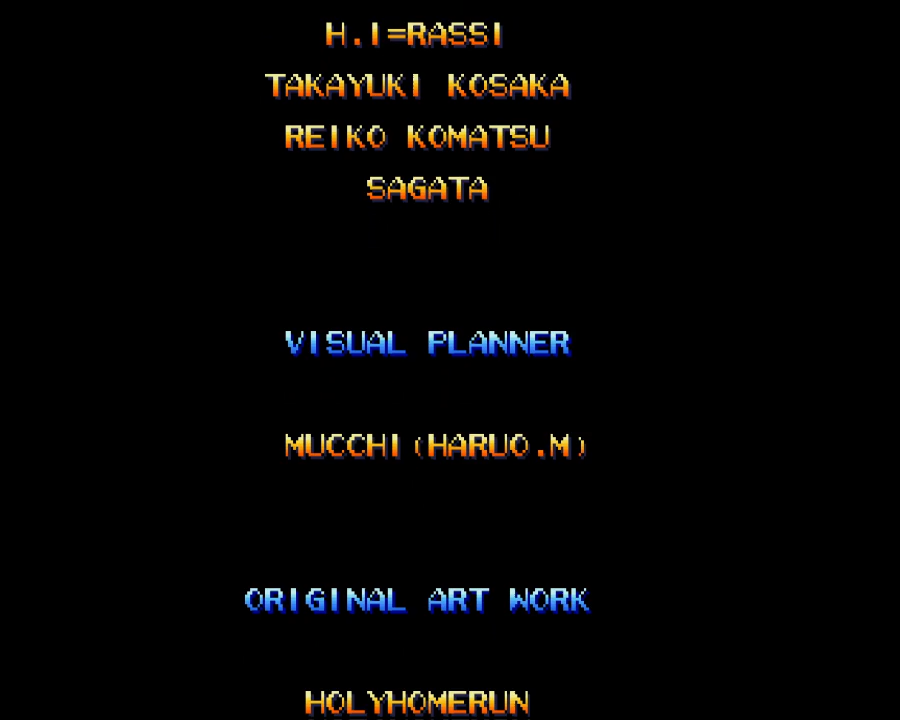 H.I=RASSI
TAKAYUKI KOSAKA
REIKO KOMATSU
SAGATA
VISUAL PLANNER
MUCCHI(HARUO.M)
ORIGINAL ART WORK
HOLYHOMERUN